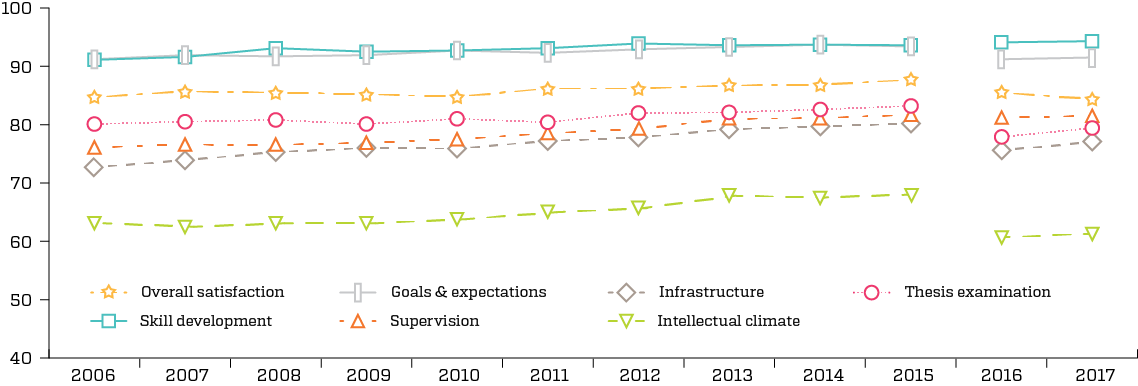 100
90
80
70
60
50
40
Overall satisfaction Goals & expectations Infrastructure Thesis examination
Skill development Supervision Intellectual climate
2006 2007 2008 2009 2010 2011 2012 2013 2014 2015 2016 2017